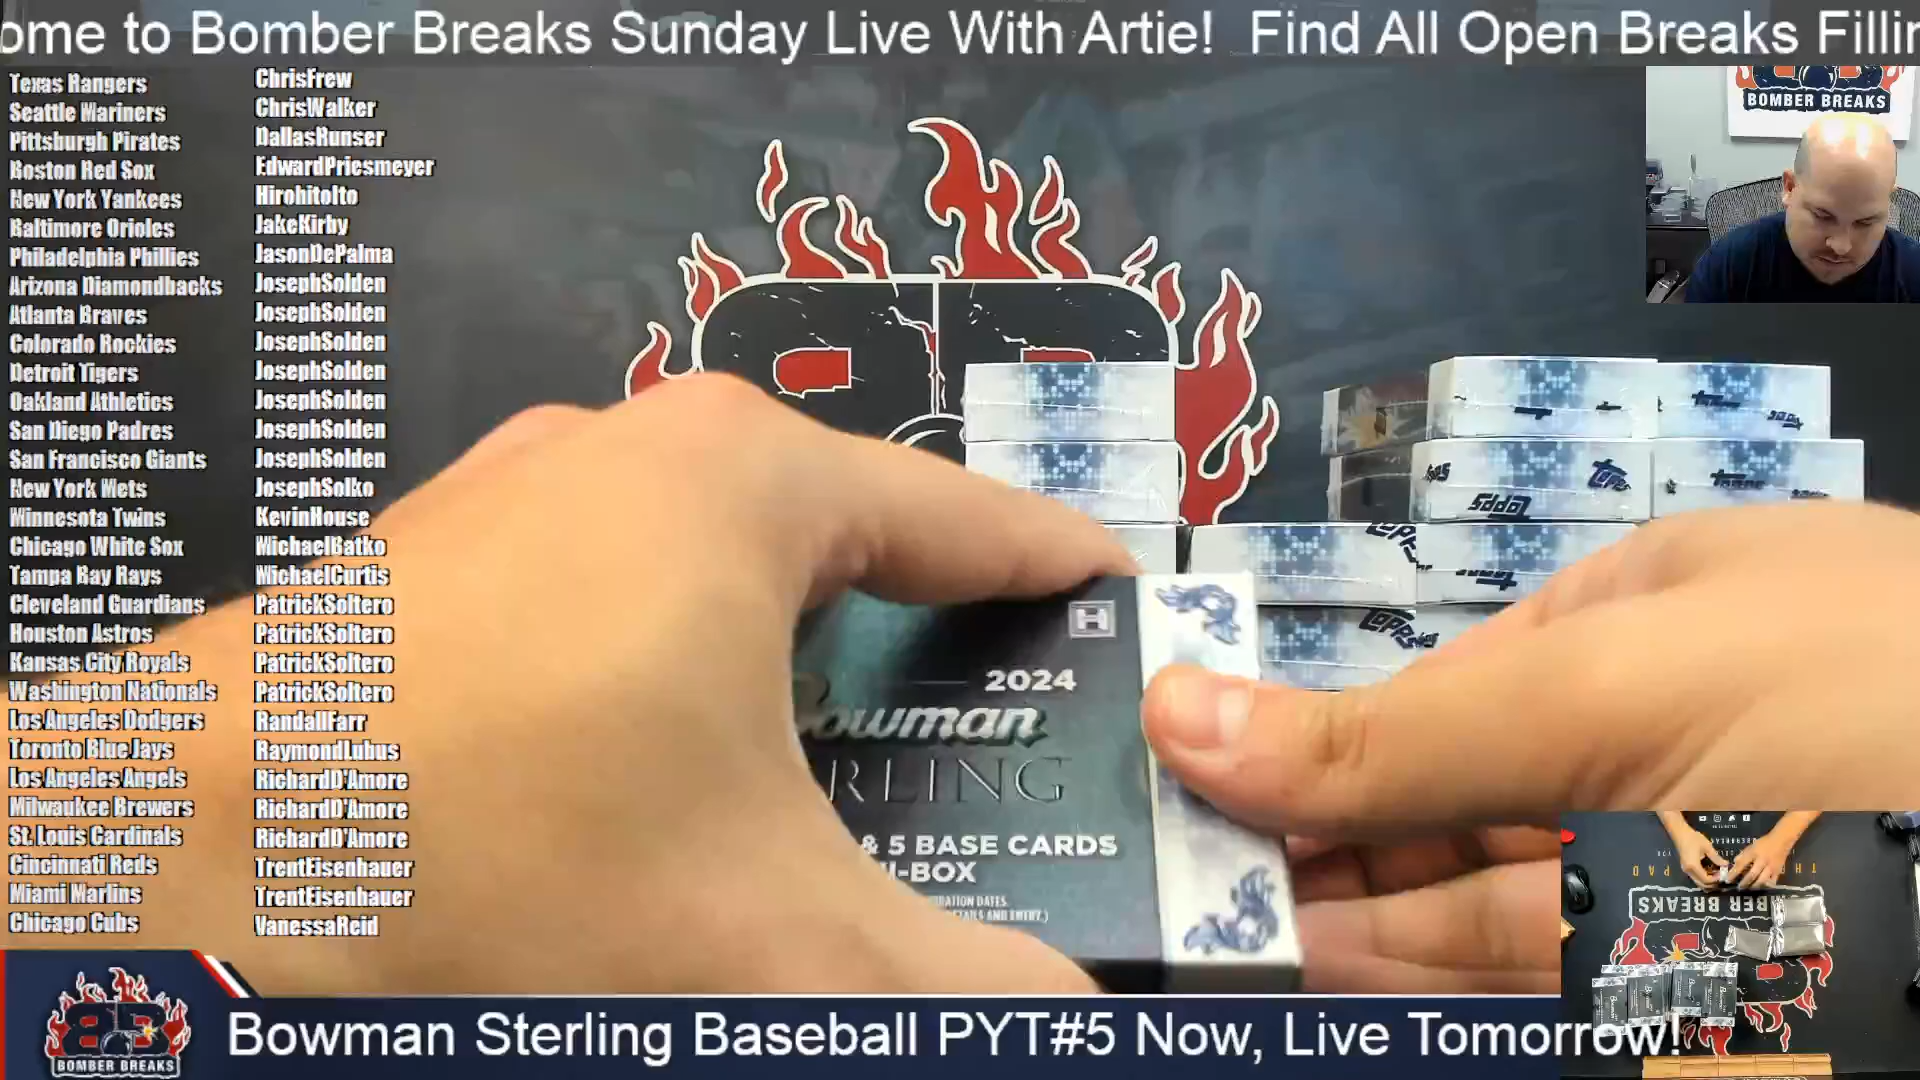 ome to Bomber Breaks Sunday Live With Artie!  Find All Open Breaks Fillin
Texas Rangers ChrisFrew
Seattle Mariners ChrisWalker
Pittsburgh Pirates DallasRunser
Boston Red Sox EdwardPriesmeyer
New York Yankees HirohitoIto
Baltimore Orioles JakeKirby
Philadelphia Phillies JasonDePalma
Arizona Diamondbacks JosephSolden
Atlanta Braves JosephSolden
Colorado Rockies JosephSolden
Detroit Tigers JosephSolden
Oakland Athletics JosephSolden
San Diego Padres JosephSolden
San Francisco Giants JosephSolden
New York Mets JosephSolko
Minnesota Twins KevinHouse
Chicago White Sox MichaelBatko
Tampa Bay Rays MichaelCurtis
Cleveland Guardians PatrickSoltero
Houston Astros PatrickSoltero
Kansas City Royals PatrickSoltero
Washington Nationals PatrickSoltero
Los Angeles Dodgers RandallFarr
Toronto Blue Jays RaymondLubus
Los Angeles Angels RichardD'Amore
Milwaukee Brewers RichardD'Amore
St. Louis Cardinals RichardD'Amore
Cincinnati Reds TrentEisenhauer
Miami Marlins TrentEisenhauer
Chicago Cubs VanessaReid
BOMBER BREAKS
Topps
Topps
Topps
H
2024
Bowman
RLING
& 5 BASE CARDS
I-BOX
BER BREAKS
BOMBER BREAKS
Bowman Sterling Baseball PYT#5 Now, Live Tomorrow!